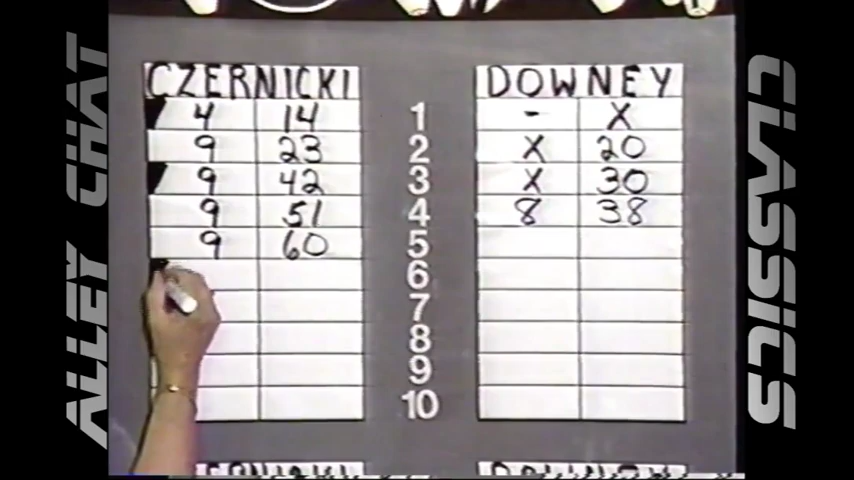 ALLEY CHAT
CZERNICKI DOWNEY
4 14 1 - X
9 23 2 X 20
9 42 3 X 30
9 51 4 8 38
9 60 5
6
7
8
9
10
CLASSICS